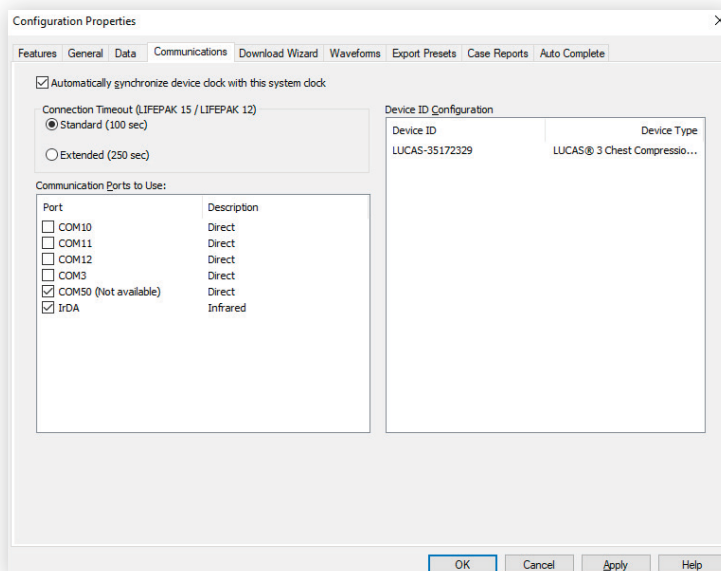 Configuration Properties
Features General Data Communications Download Wizard Waveforms Export Presets Case Reports Auto Complete
Automatically synchronize device clock with this system clock
Connection Timeout (LIFEPAK 15 / LIFEPAK 12)
Standard (100 sec)
Extended (250 sec)
Communication Ports to Use:
Port Description
COM10 Direct
COM11 Direct
COM12 Direct
COM3 Direct
COM50 (Not available) Direct
IrDA Infrared
Device ID Configuration
Device ID Device Type
LUCAS-35172329 LUCAS® 3 Chest Compressio...
OK Cancel Apply Help